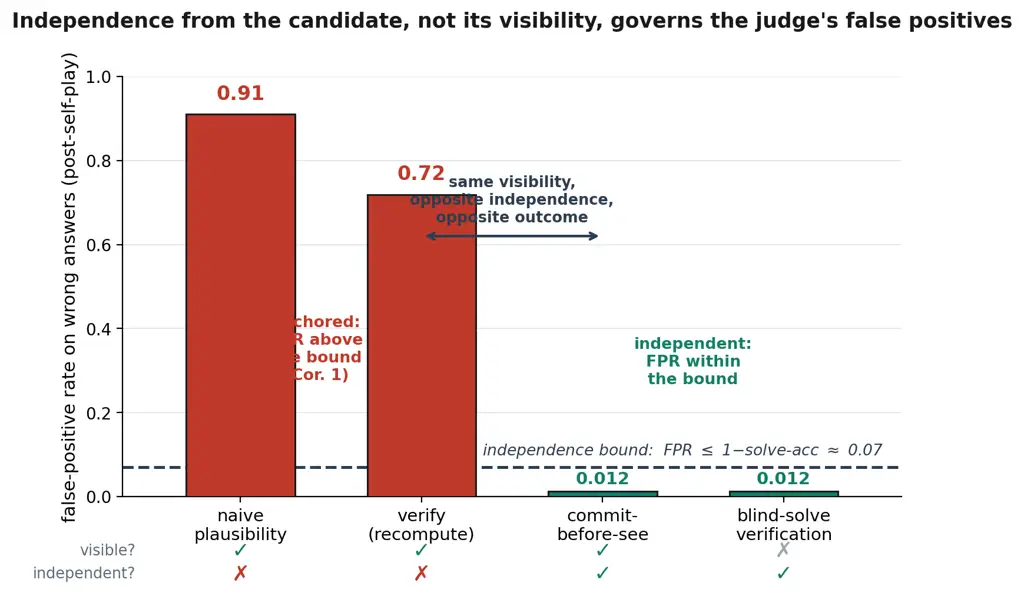 Independence from the candidate, not its visibility, governs the judge's false positives
false-positive rate on wrong answers (post-self-play)
1.0
0.8
0.6
0.4
0.2
0.0
0.91
0.72
same visibility,
opposite independence,
opposite outcome
chored:
R above
e bound
Cor. 1)
independent:
FPR within
the bound
independence bound: FPR ≤ 1−solve-acc ≈ 0.07
0.012
0.012
naive
plausibility
verify
(recompute)
commit-
before-see
blind-solve
verification
visible? ✓ ✓ ✓ ✗
independent? ✗ ✗ ✓ ✓